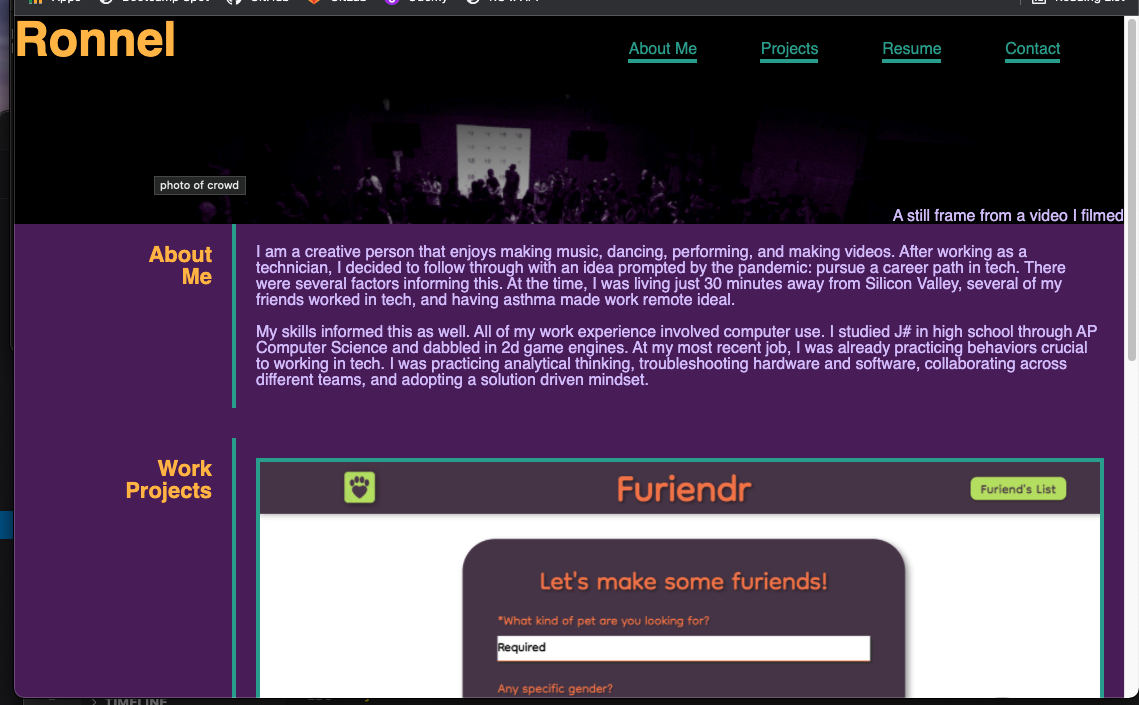 Apps Bootcamp Spot GitHub GitLab Udemy Reading List
Ronnel
About Me Projects Resume Contact
photo of crowd
A still frame from a video I filmed
About
Me
I am a creative person that enjoys making music, dancing, performing, and making videos. After working as a
technician, I decided to follow through with an idea prompted by the pandemic: pursue a career path in tech. There
were several factors informing this. At the time, I was living just 30 minutes away from Silicon Valley, several of my
friends worked in tech, and having asthma made work remote ideal.
My skills informed this as well. All of my work experience involved computer use. I studied J# in high school through AP
Computer Science and dabbled in 2d game engines. At my most recent job, I was already practicing behaviors crucial
to working in tech. I was practicing analytical thinking, troubleshooting hardware and software, collaborating across
different teams, and adopting a solution driven mindset.
Work
Projects
Furiendr
Furiend's List
Let's make some furiends!
*What kind of pet are you looking for?
Required
Any specific gender?
TIMELINE